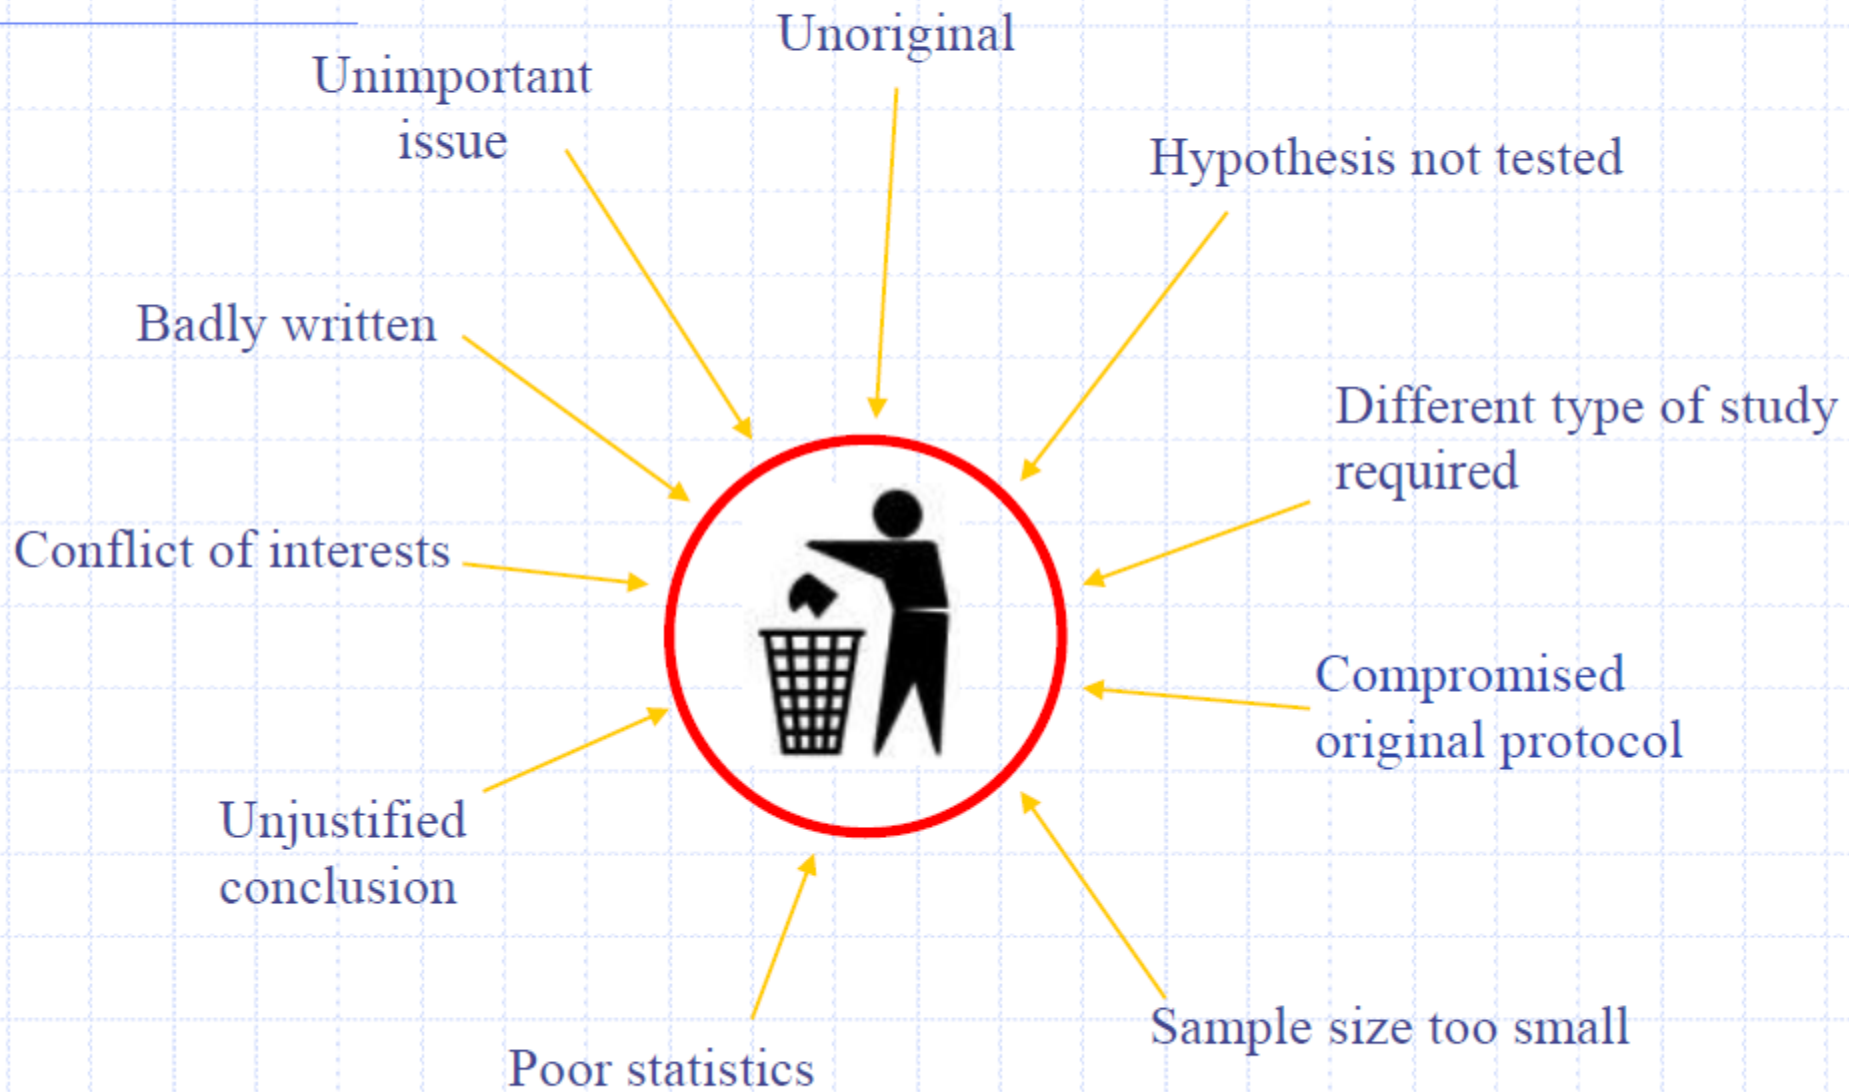 Unoriginal
Unimportant
issue
Hypothesis not tested
Badly written
Different type of study
required
Conflict of interests
Compromised
original protocol
Unjustified
conclusion
Sample size too small
Poor statistics